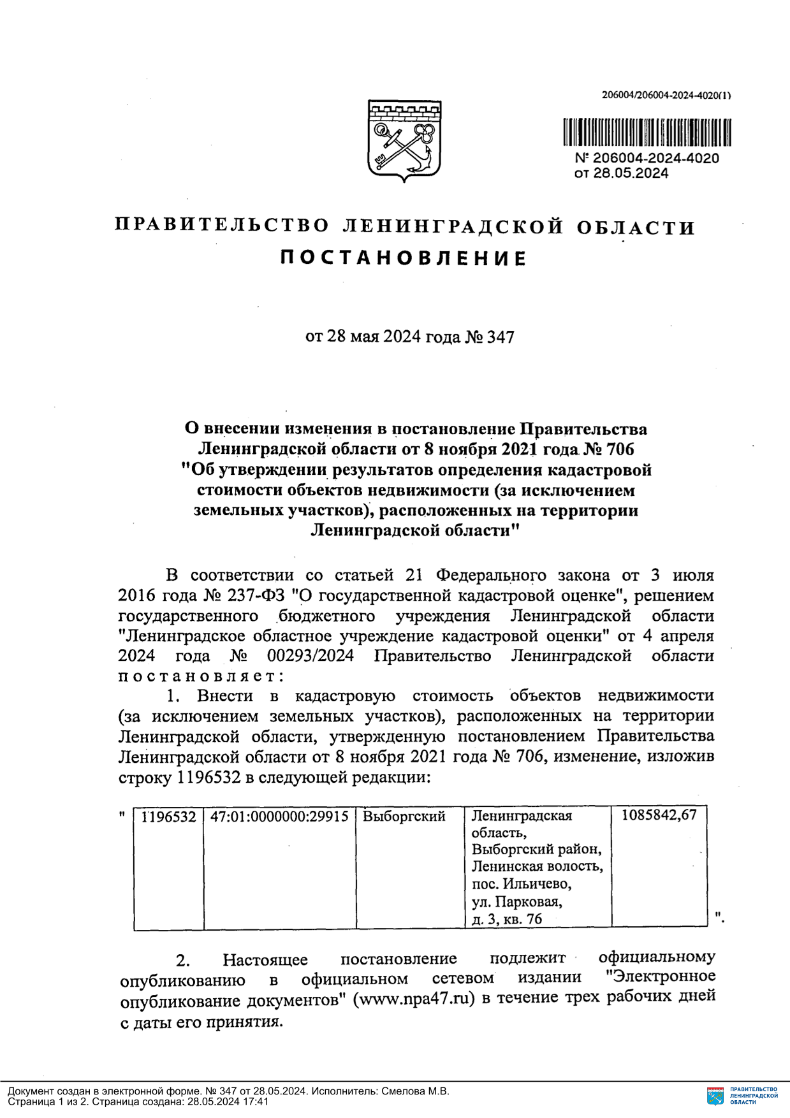 206004/206004-2024-4020(1)
№ 206004-2024-4020
от 28.05.2024
ПРАВИТЕЛЬСТВО ЛЕНИНГРАДСКОЙ ОБЛАСТИ
ПОСТАНОВЛЕНИЕ
от 28 мая 2024 года № 347
О внесении изменения в постановление Правительства
Ленинградской области от 8 ноября 2021 года № 706
"Об утверждении результатов определения кадастровой
стоимости объектов недвижимости (за исключением
земельных участков), расположенных на территории
Ленинградской области"
В соответствии со статьей 21 Федерального закона от 3 июля
2016 года № 237-ФЗ "О государственной кадастровой оценке", решением
государственного бюджетного учреждения Ленинградской области
"Ленинградское областное учреждение кадастровой оценки" от 4 апреля
2024 года № 00293/2024 Правительство Ленинградской области
постановляет:
1. Внести в кадастровую стоимость объектов недвижимости
(за исключением земельных участков), расположенных на территории
Ленинградской области, утвержденную постановлением Правительства
Ленинградской области от 8 ноября 2021 года № 706, изменение, изложив
строку 1196532 в следующей редакции:
" 1196532 47:01:0000000:29915 Выборгский Ленинградская 1085842,67
область,
Выборгский район,
Ленинская волость,
пос. Ильичево,
ул. Парковая,
д. 3, кв. 76 ".
2. Настоящее постановление подлежит официальному
опубликованию в официальном сетевом издании "Электронное
опубликование документов" (www.npa47.ru) в течение трех рабочих дней
с даты его принятия.
Документ создан в электронной форме. № 347 от 28.05.2024. Исполнитель: Смелова М.В.
Страница 1 из 2. Страница создана: 28.05.2024 17:41
ПРАВИТЕЛЬСТВО
ЛЕНИНГРАДСКОЙ
ОБЛАСТИ